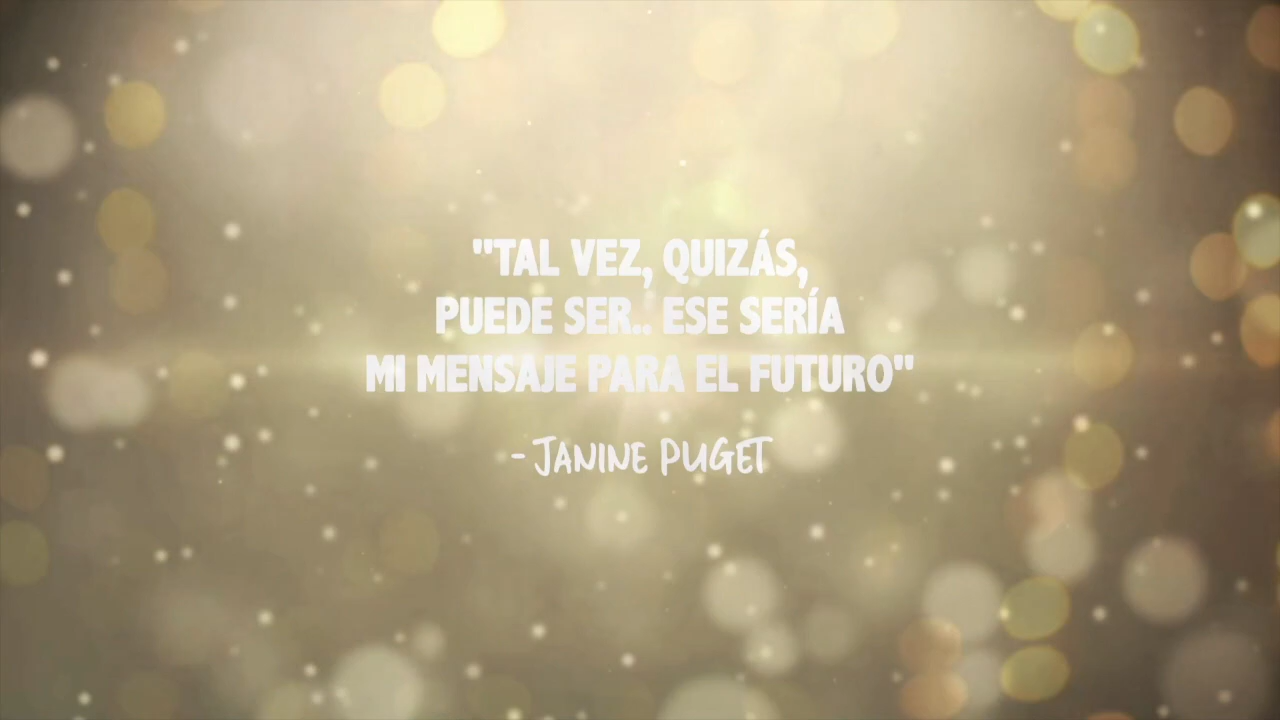 "TAL VEZ, QUIZÁS,
PUEDE SER.. ESE SERÍA
MI MENSAJE PARA EL FUTURO"
- JANINE PUGET